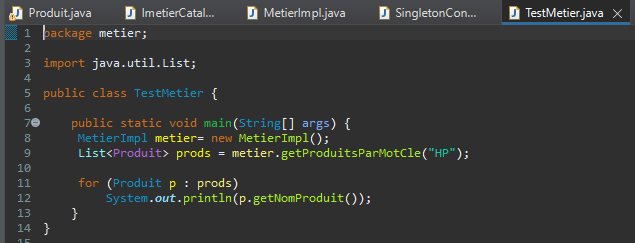 Produit.java ImetierCatal... MetierImpl.java SingletonCon... TestMetier.java
1 package metier;
2
3 import java.util.List;
4
5 public class TestMetier {
6
7 public static void main(String[] args) {
8 MetierImpl metier= new MetierImpl();
9 List<Produit> prods = metier.getProduitsParMotCle("HP");
10
11 for (Produit p : prods)
12 System.out.println(p.getNomProduit());
13 }
14 }
15